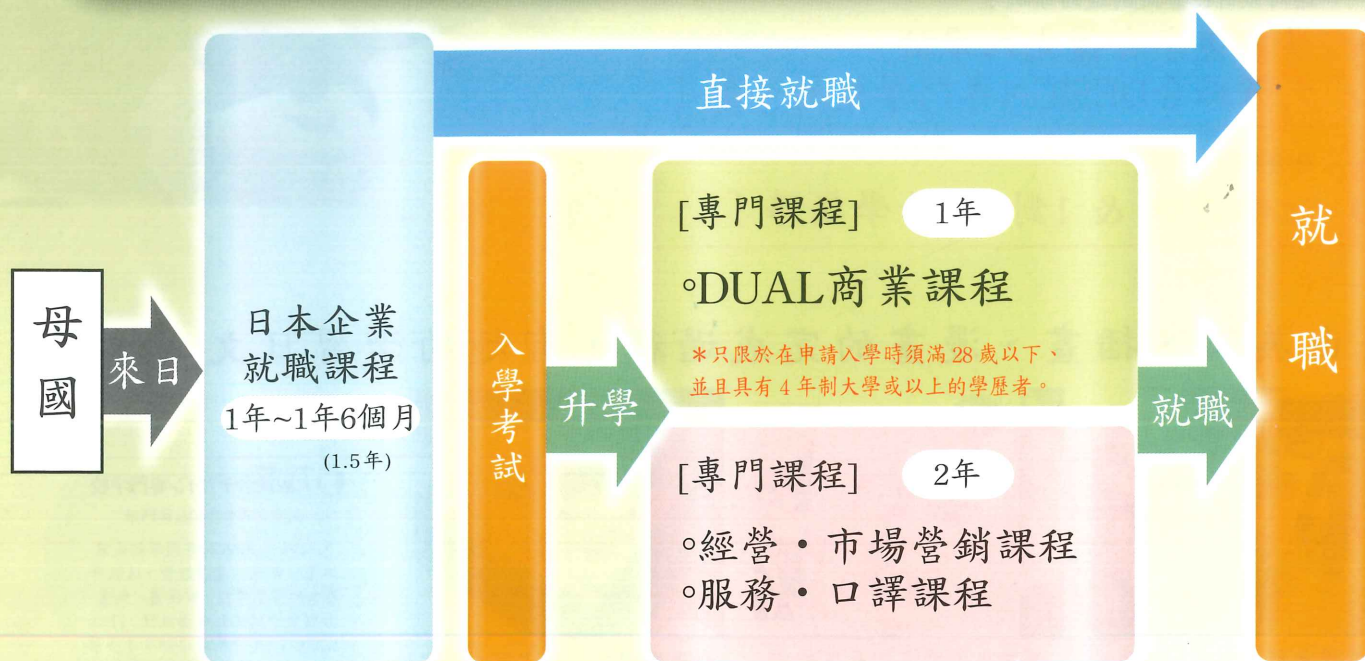 母國
來日
日本企業
就職課程
1年~1年6個月
(1.5年)
直接就職
入學考試
升學
[專門課程] 1年
°DUAL商業課程
＊只限於在申請入學時須滿28歲以下、
並且具有4年制大學或以上的學歷者。
[專門課程] 2年
°經營・市場營銷課程
°服務・口譯課程
就職
就職